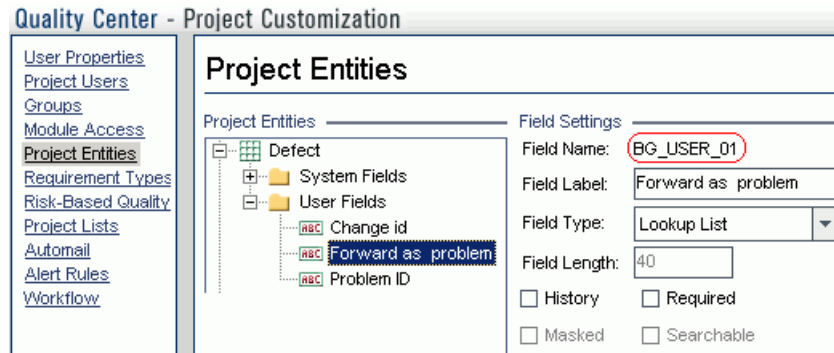 Quality Center - Project Customization
User Properties
Project Users
Groups
Module Access
Project Entities
Requirement Types
Risk-Based Quality
Project Lists
Automail
Alert Rules
Workflow
Project Entities
Project Entities
Defect
System Fields
User Fields
ABC Change id
ABC Forward as problem
ABC Problem ID
Field Settings
Field Name: BG_USER_01
Field Label: Forward as problem
Field Type: Lookup List
Field Length: 40
History Required
Masked Searchable